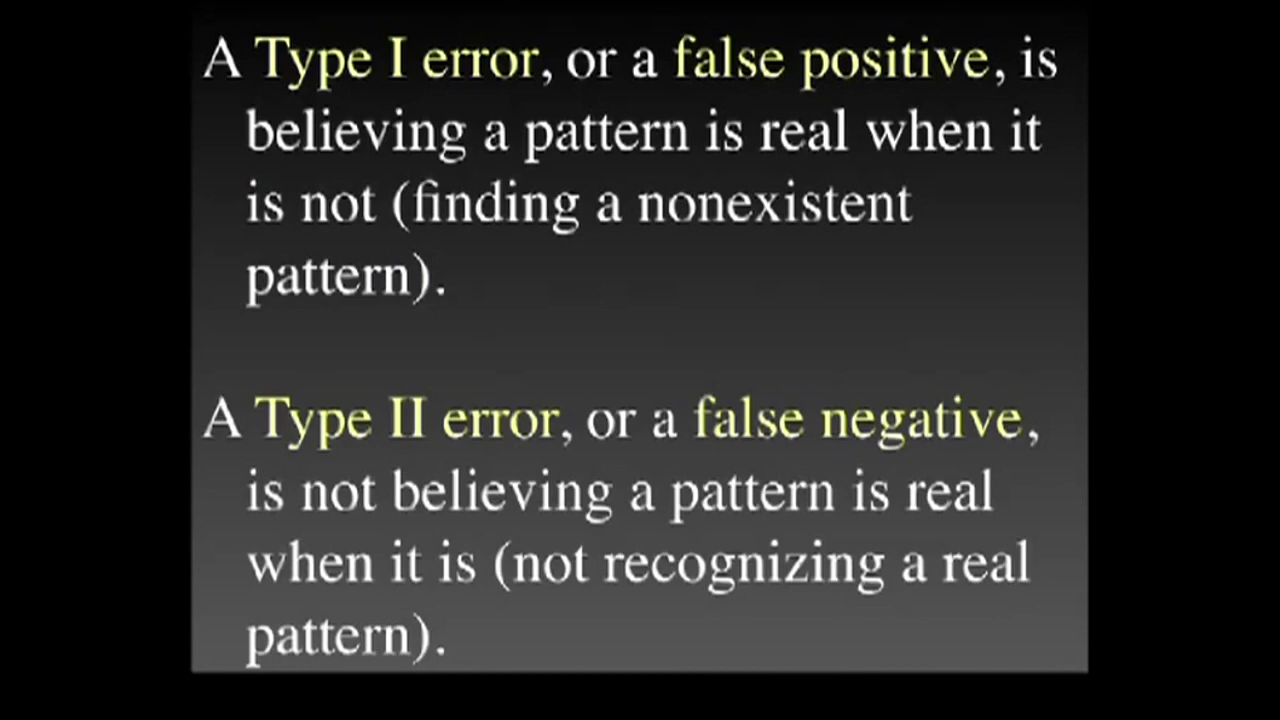 A Type I error, or a false positive, is
believing a pattern is real when it
is not (finding a nonexistent
pattern).
A Type II error, or a false negative,
is not believing a pattern is real
when it is (not recognizing a real
pattern).